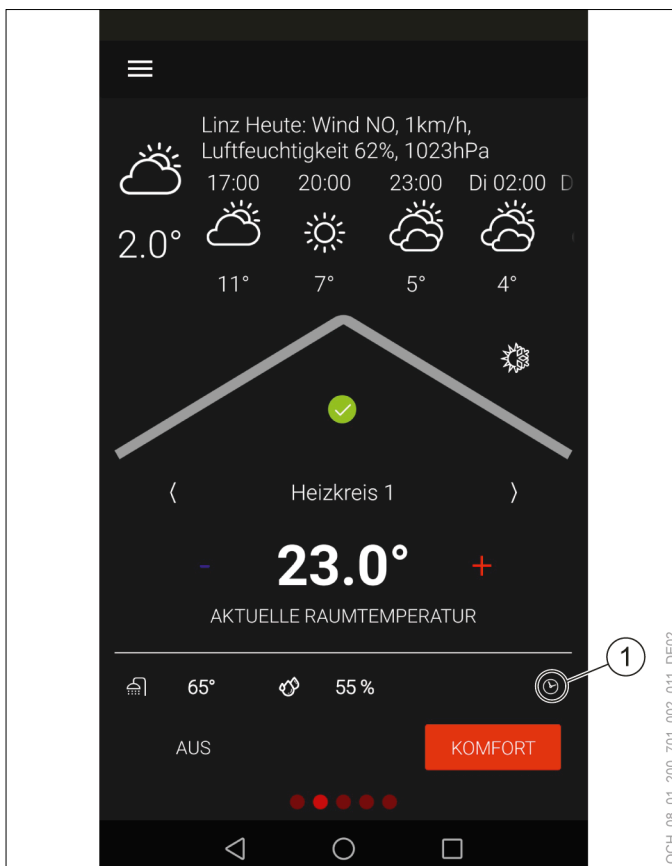 Linz Heute: Wind NO, 1km/h,
Luftfeuchtigkeit 62%, 1023hPa
17:00 20:00 23:00 Di 02:00 D
2.0°
11° 7° 5° 4°
Heizkreis 1
- 23.0° +
AKTUELLE RAUMTEMPERATUR
1
65° 55 %
AUS KOMFORT